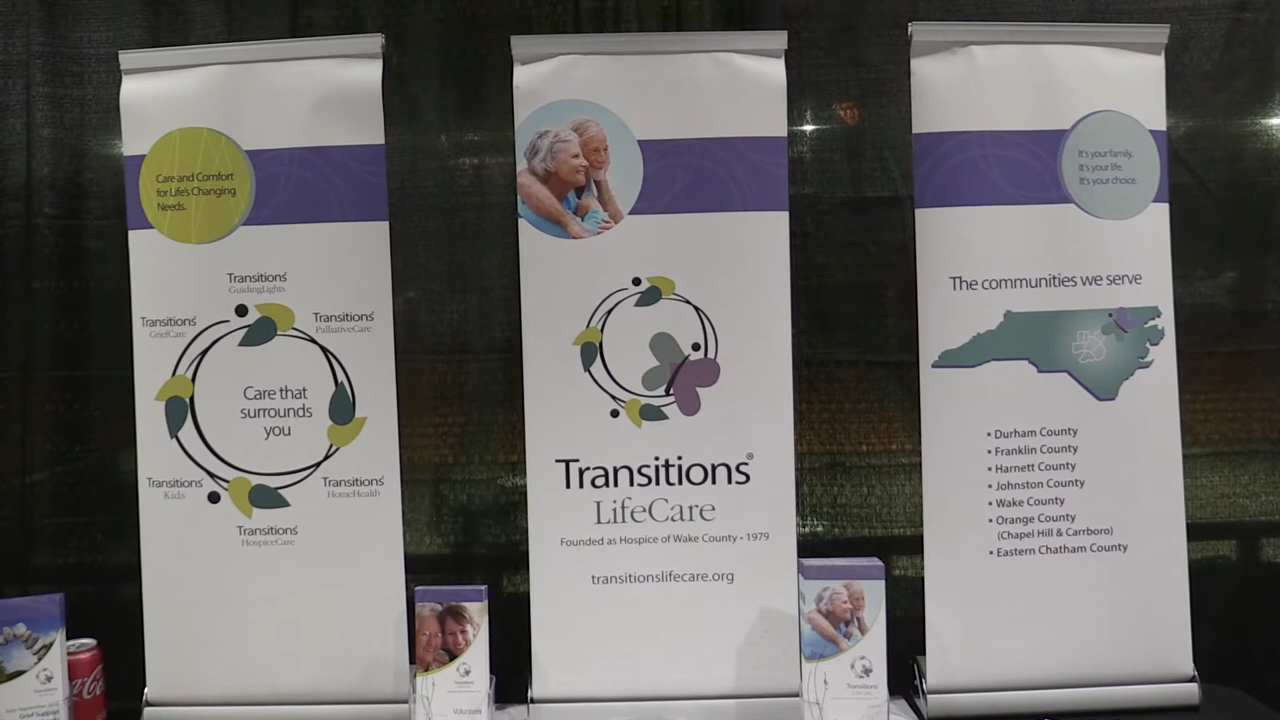 Care and Comfort
for Life's Changing
Needs.
Transitions®
GuidingLights
Transitions®
GriefCare
Transitions®
PalliativeCare
Care that
surrounds
you
Transitions®
Kids
Transitions®
HomeHealth
Transitions®
HospiceCare
Transitions®
LifeCare
Founded as Hospice of Wake County • 1979
transitionslifecare.org
It's your family.
It's your life.
It's your choice.
The communities we serve
▪ Durham County
▪ Franklin County
▪ Harnett County
▪ Johnston County
▪ Wake County
▪ Orange County
(Chapel Hill & Carrboro)
▪ Eastern Chatham County
Grief Support
Transitions
Volunteer
Transitions
LifeCare